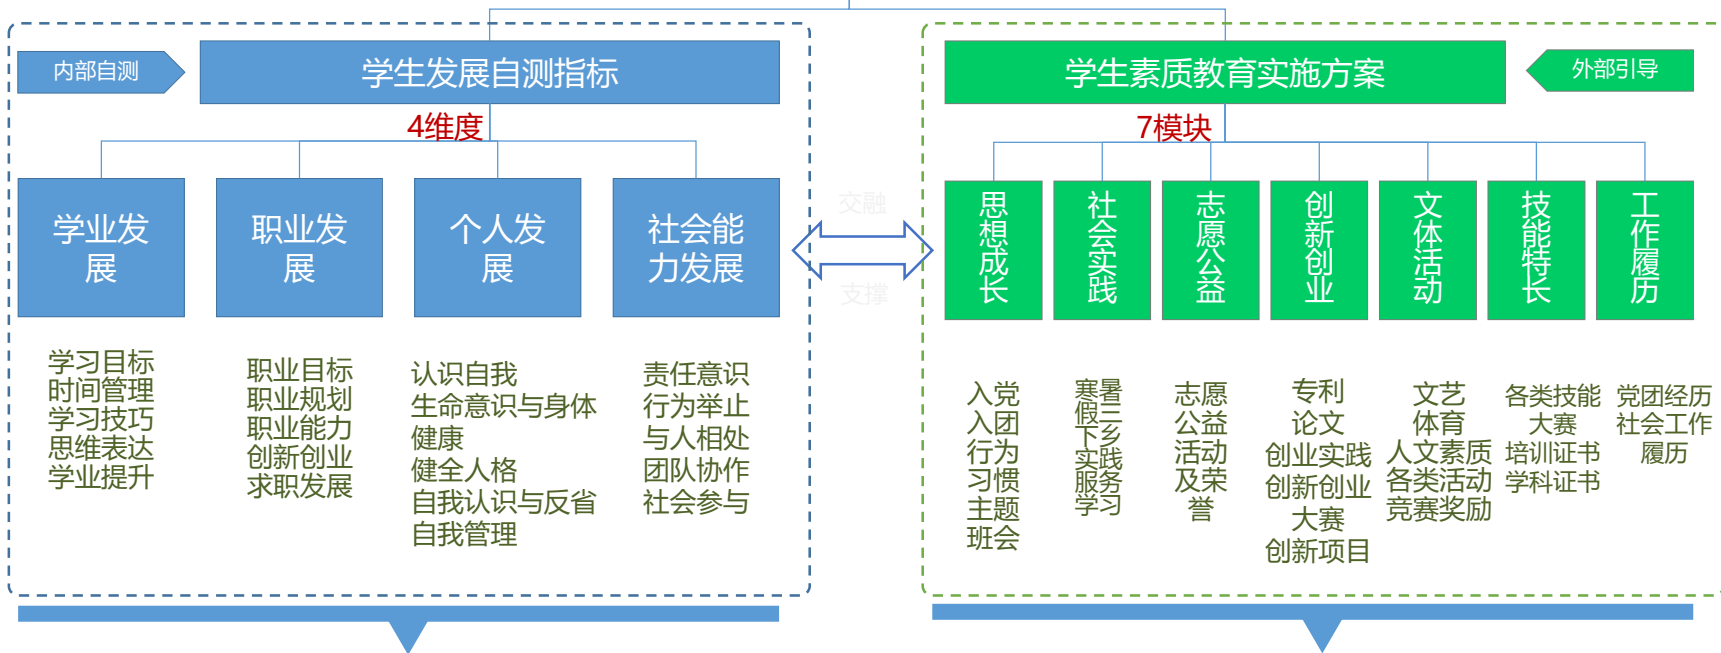 内部自测
学生发展自测指标
4维度
学业发
展
职业发
展
个人发
展
社会能
力发展
学习目标
时间管理
学习技巧
思维表达
学业提升
职业目标
职业规划
职业能力
创新创业
求职发展
认识自我
生命意识与身体
健康
健全人格
自我认识与反省
自我管理
责任意识
行为举止
与人相处
团队协作
社会参与
交融
支撑
学生素质教育实施方案
外部引导
7模块
思想成长
社会实践
志愿公益
创新创业
文体活动
技能特长
工作履历
入党
入团
行为
习惯
主题
班会
寒暑
假三
下乡
实践
服务
学习
志愿
公益
活动
及荣
誉
专利
论文
创业实践
创新创业
大赛
创新项目
文艺
体育
人文素质
各类活动
竞赛奖励
各类技能
大赛
培训证书
学科证书
党团经历
社会工作
履历